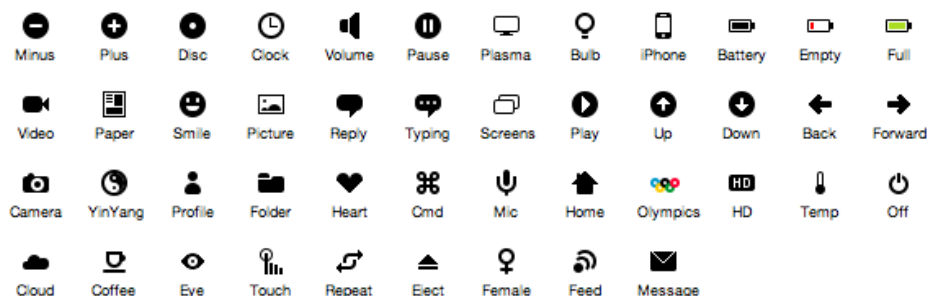 Minus Plus Disc Clock Volume Pause Plasma Bulb iPhone Battery Empty Full
Video Paper Smile Picture Reply Typing Screens Play Up Down Back Forward
HD
Camera YinYang Profile Folder Heart Cmd Mic Home Olympics HD Temp Off
Cloud Coffee Eye Touch Repeat Eject Female Feed Message